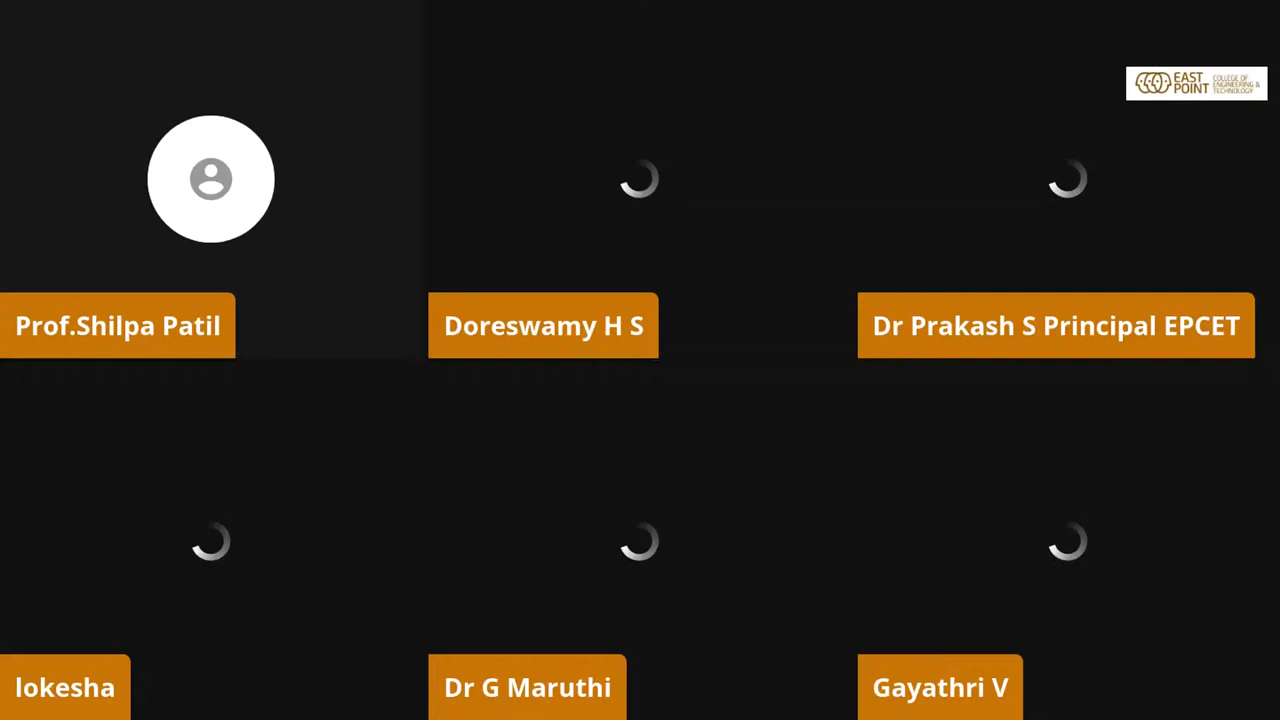 EAST
POINT
COLLEGE OF
ENGINEERING &
TECHNOLOGY
Prof.Shilpa Patil
Doreswamy H S
Dr Prakash S Principal EPCET
lokesha
Dr G Maruthi
Gayathri V